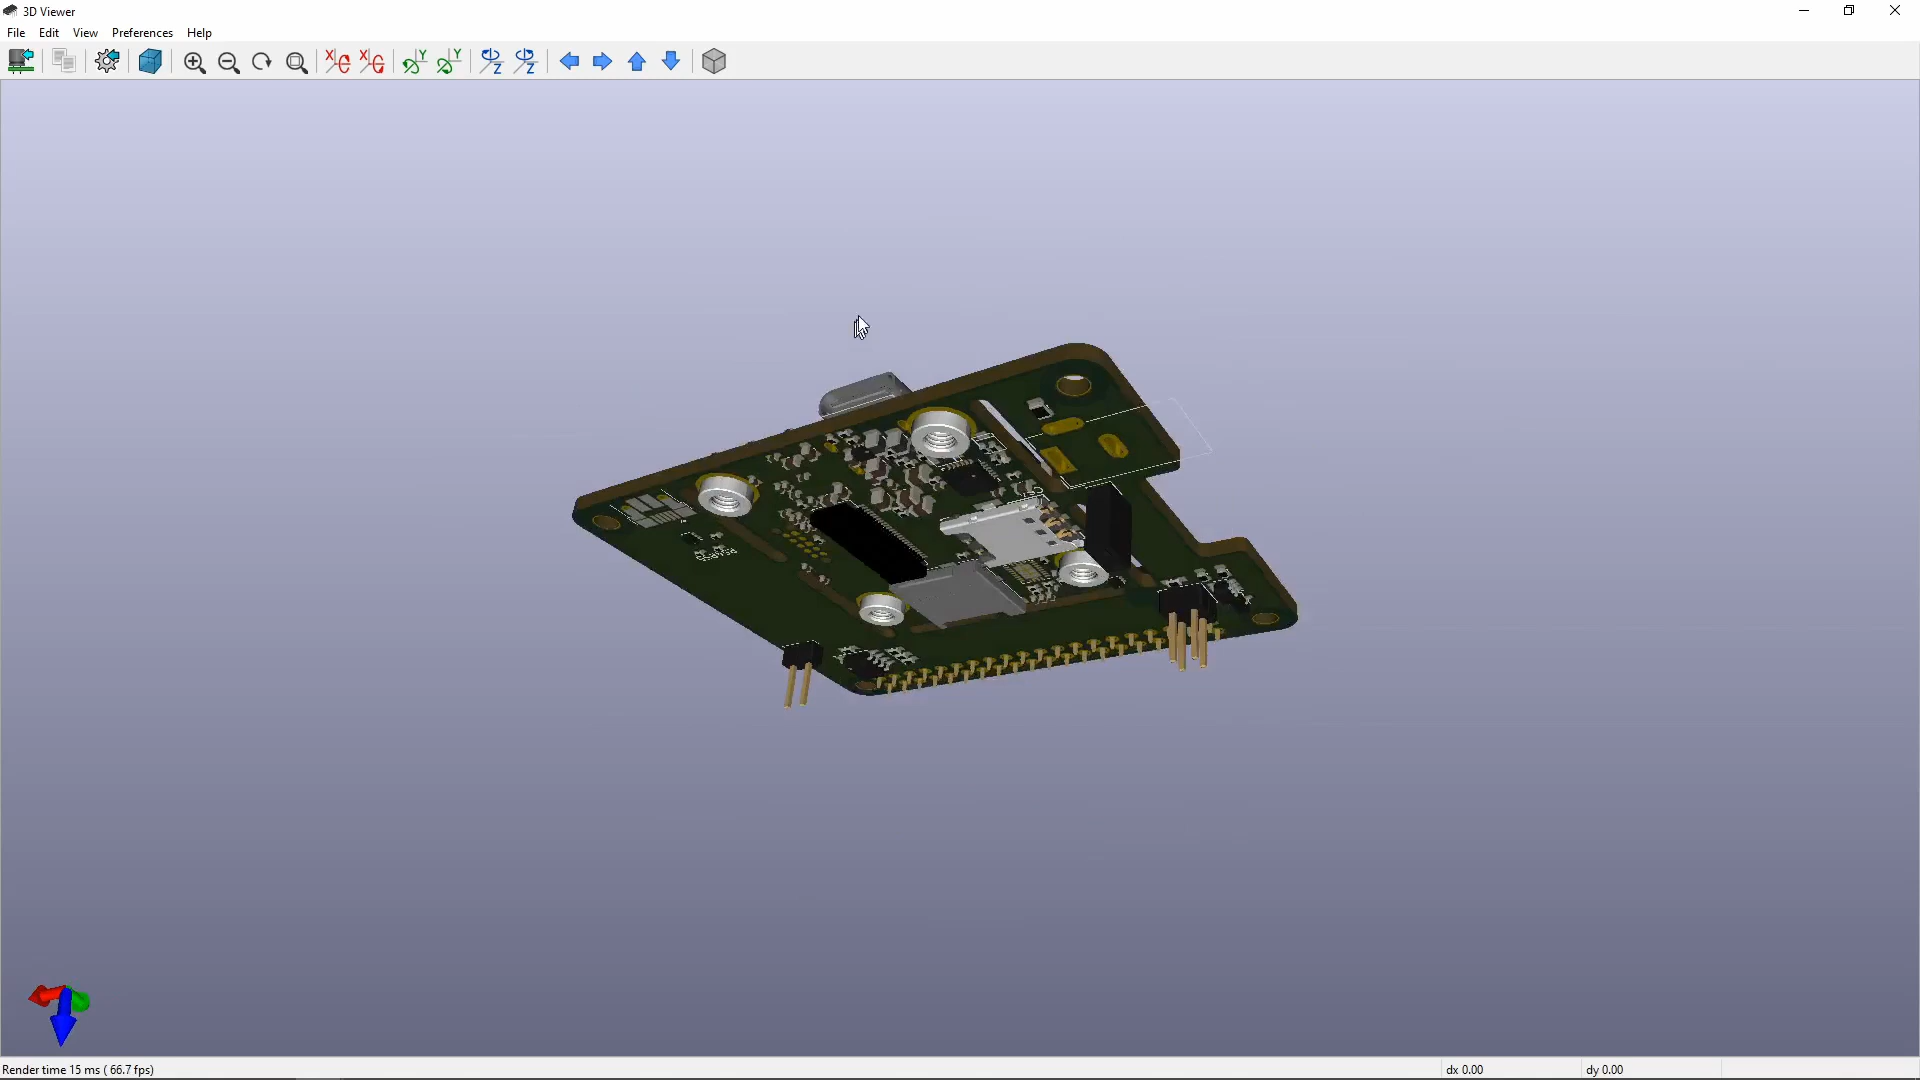 3D Viewer
File Edit View Preferences Help
Render time 15 ms ( 66.7 fps)
dx 0.00
dy 0.00